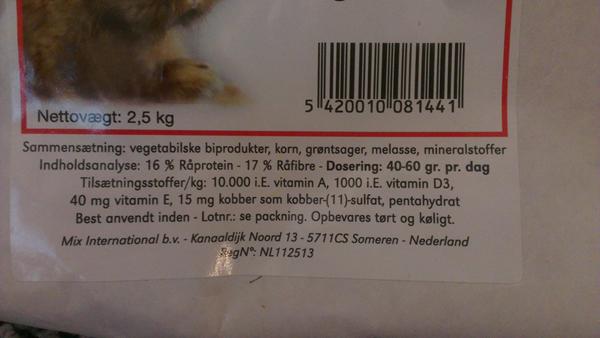 Nettovægt: 2,5 kg
5 420010 081441
Sammensætning: vegetabilske biprodukter, korn, grøntsager, melasse, mineralstoffer
Indholdsanalyse: 16 % Råprotein - 17 % Råfibre - Dosering: 40-60 gr. pr. dag
Tilsætningsstoffer/kg: 10.000 i.E. vitamin A, 1000 i.E. vitamin D3,
40 mg vitamin E, 15 mg kobber som kobber-(11)-sulfat, pentahydrat
Best anvendt inden - Lotnr.: se packning. Opbevares tørt og køligt.
Mix International b.v. - Kanaaldijk Noord 13 - 5711CS Someren - Nederland
RegN°: NL112513